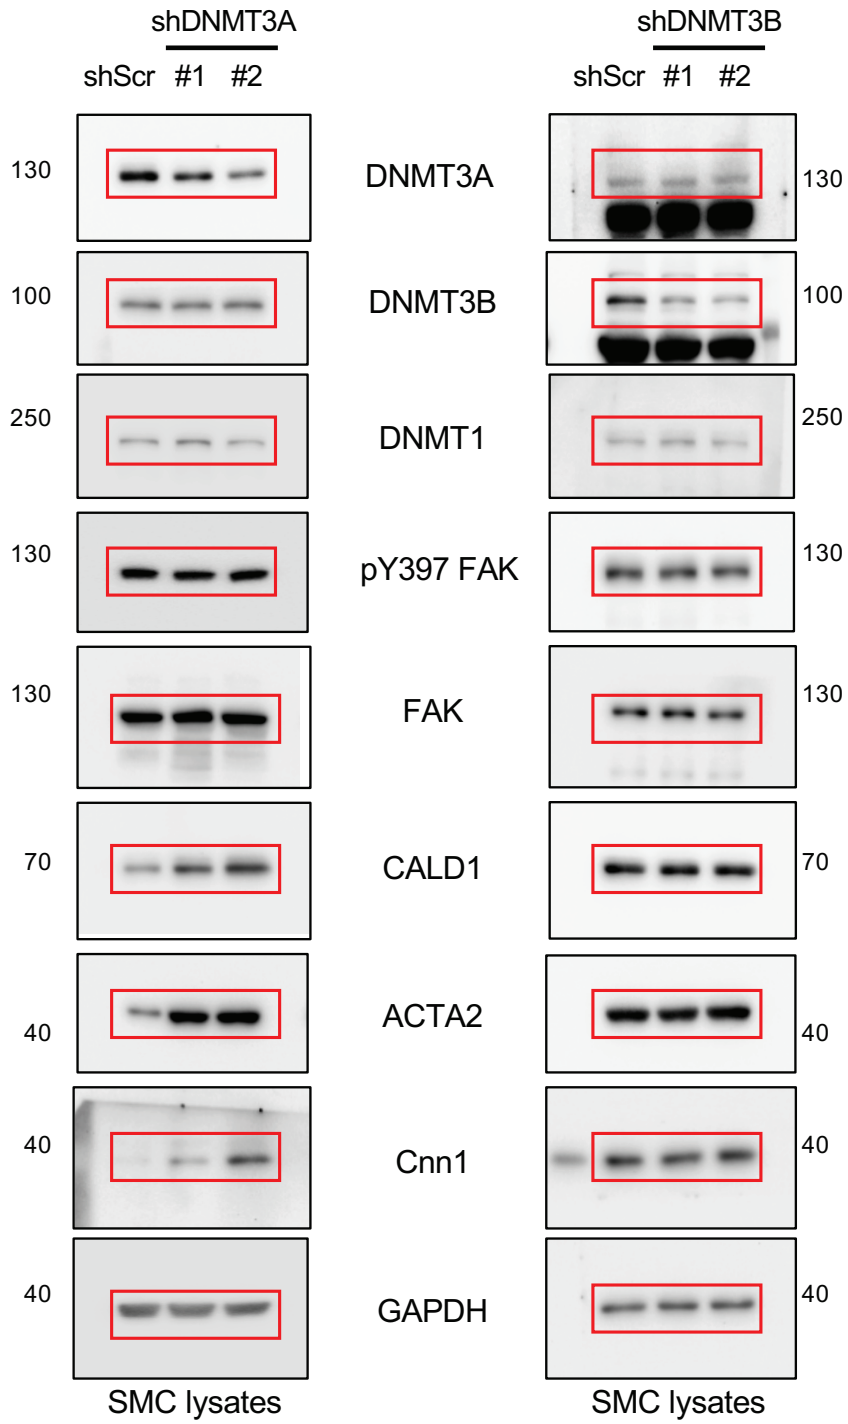 shDNMT3A shDNMT3B
shScr #1 #2 shScr #1 #2
130 DNMT3A 130
100 DNMT3B 100
250 DNMT1 250
130 pY397 FAK 130
130 FAK 130
70 CALD1 70
40 ACTA2 40
40 Cnn1 40
40 GAPDH 40
SMC lysates SMC lysates